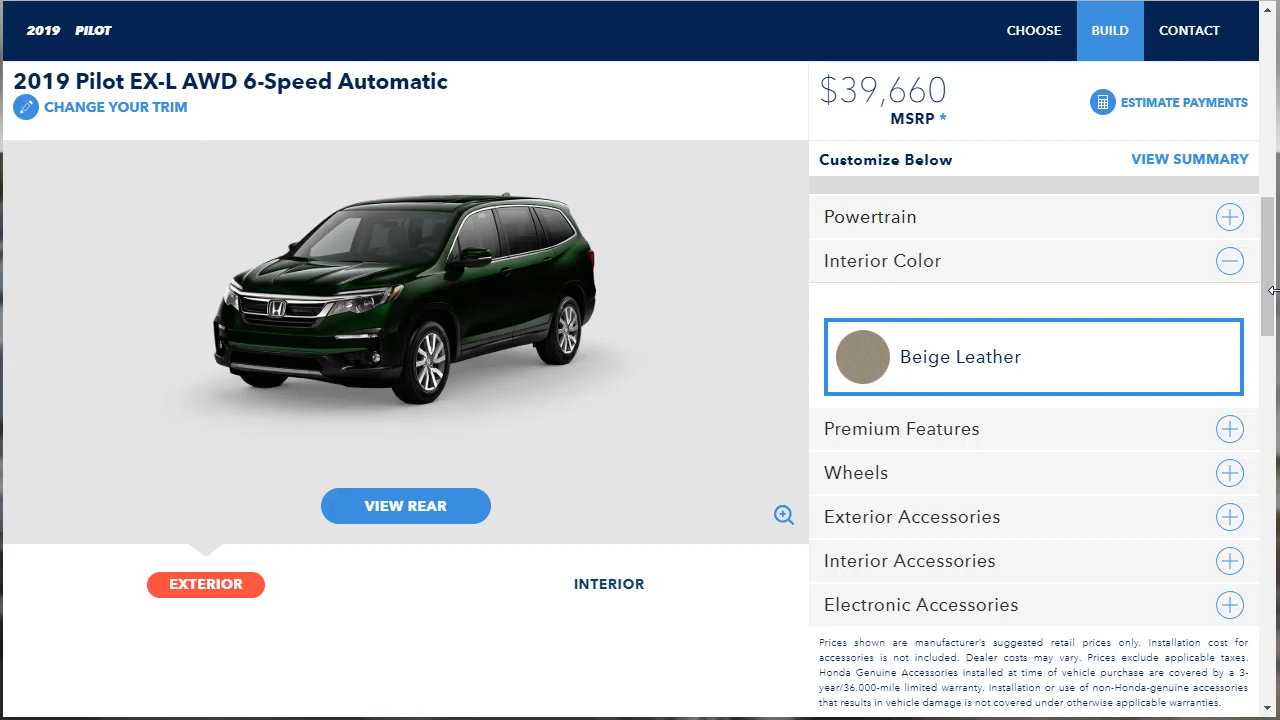 2019 PILOT
CHOOSE
BUILD
CONTACT
2019 Pilot EX-L AWD 6-Speed Automatic
CHANGE YOUR TRIM
$39,660
MSRP *
ESTIMATE PAYMENTS
Customize Below
VIEW SUMMARY
Powertrain
Interior Color
Beige Leather
Premium Features
Wheels
Exterior Accessories
Interior Accessories
Electronic Accessories
VIEW REAR
EXTERIOR
INTERIOR
Prices shown are manufacturer's suggested retail prices only. Installation cost for
accessories is not included. Dealer costs may vary. Prices exclude applicable taxes.
Honda Genuine Accessories installed at time of vehicle purchase are covered by a 3-
year/36,000-mile limited warranty. Installation or use of non-Honda-genuine accessories
that results in vehicle damage is not covered under otherwise applicable warranties.